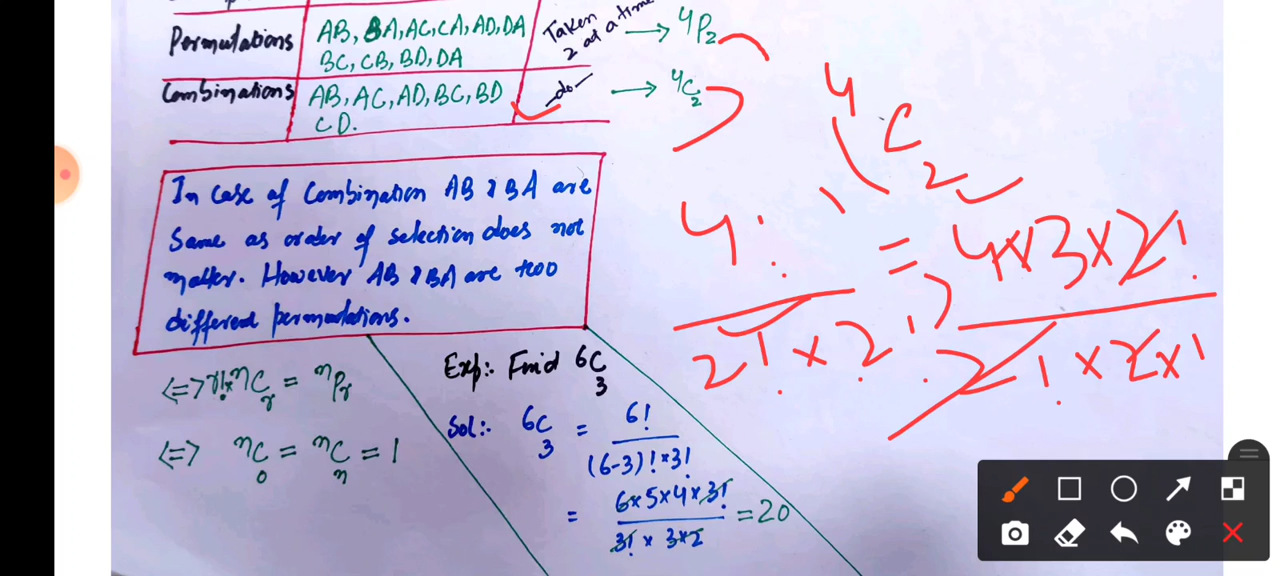 Permutations AB, BA, AC, CA, AD, DA
BC, CB, BD, DA
Taken
2 at a time
→ ⁴P₂
Combinations AB, AC, AD, BC, BD
CD.
-do-
→ ⁴C₂
In case of Combination AB & BA are
Same as order of selection does not
matter. However AB & BA are two
different permutations.
<=> r! × ⁿCᵣ = ⁿPᵣ
<=> ⁿC₀ = ⁿCₙ = 1
Exp:- Find ⁶C₃
Sol:- ⁶C₃ = 6! / (6-3)! × 3!
= 6×5×4×3! / 3! × 3×2 = 20
⁴C₂
4! / 2! × 2! = 4×3×2! / 2! × 2×1